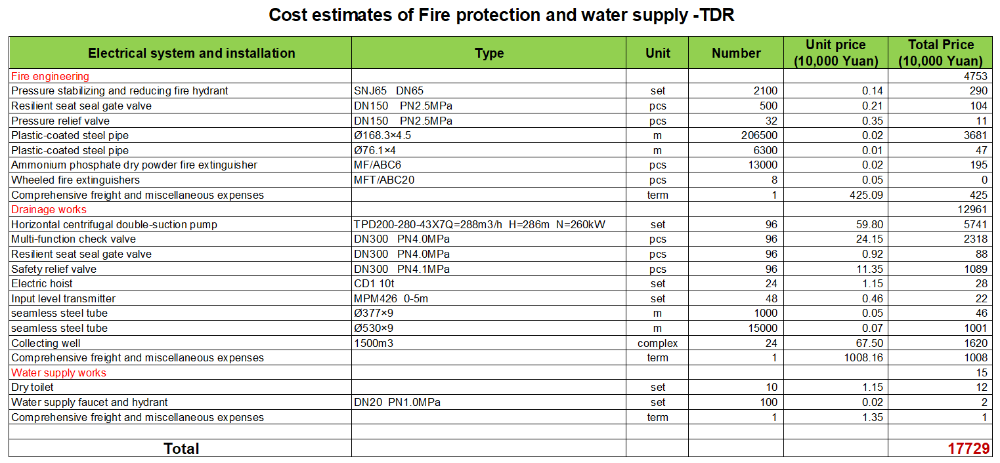 Cost estimates of Fire protection and water supply -TDR
Electrical system and installation Type Unit Number Unit price (10,000 Yuan) Total Price (10,000 Yuan)
Fire engineering 4753
Pressure stabilizing and reducing fire hydrant SNJ65 DN65 set 2100 0.14 290
Resilient seat seal gate valve DN150 PN2.5MPa pcs 500 0.21 104
Pressure relief valve DN150 PN2.5MPa pcs 32 0.35 11
Plastic-coated steel pipe Ø168.3×4.5 m 206500 0.02 3681
Plastic-coated steel pipe Ø76.1×4 m 6300 0.01 47
Ammonium phosphate dry powder fire extinguisher MF/ABC6 pcs 13000 0.02 195
Wheeled fire extinguishers MFT/ABC20 pcs 8 0.05 0
Comprehensive freight and miscellaneous expenses term 1 425.09 425
Drainage works 12961
Horizontal centrifugal double-suction pump TPD200-280-43X7Q=288m3/h H=286m N=260kW set 96 59.80 5741
Multi-function check valve DN300 PN4.0MPa pcs 96 24.15 2318
Resilient seat seal gate valve DN300 PN4.0MPa pcs 96 0.92 88
Safety relief valve DN300 PN4.1MPa pcs 96 11.35 1089
Electric hoist CD1 10t set 24 1.15 28
Input level transmitter MPM426 0-5m set 48 0.46 22
seamless steel tube Ø377×9 m 1000 0.05 46
seamless steel tube Ø530×9 m 15000 0.07 1001
Collecting well 1500m3 complex 24 67.50 1620
Comprehensive freight and miscellaneous expenses term 1 1008.16 1008
Water supply works 15
Dry toilet set 10 1.15 12
Water supply faucet and hydrant DN20 PN1.0MPa set 100 0.02 2
Comprehensive freight and miscellaneous expenses term 1 1.35 1
Total 17729